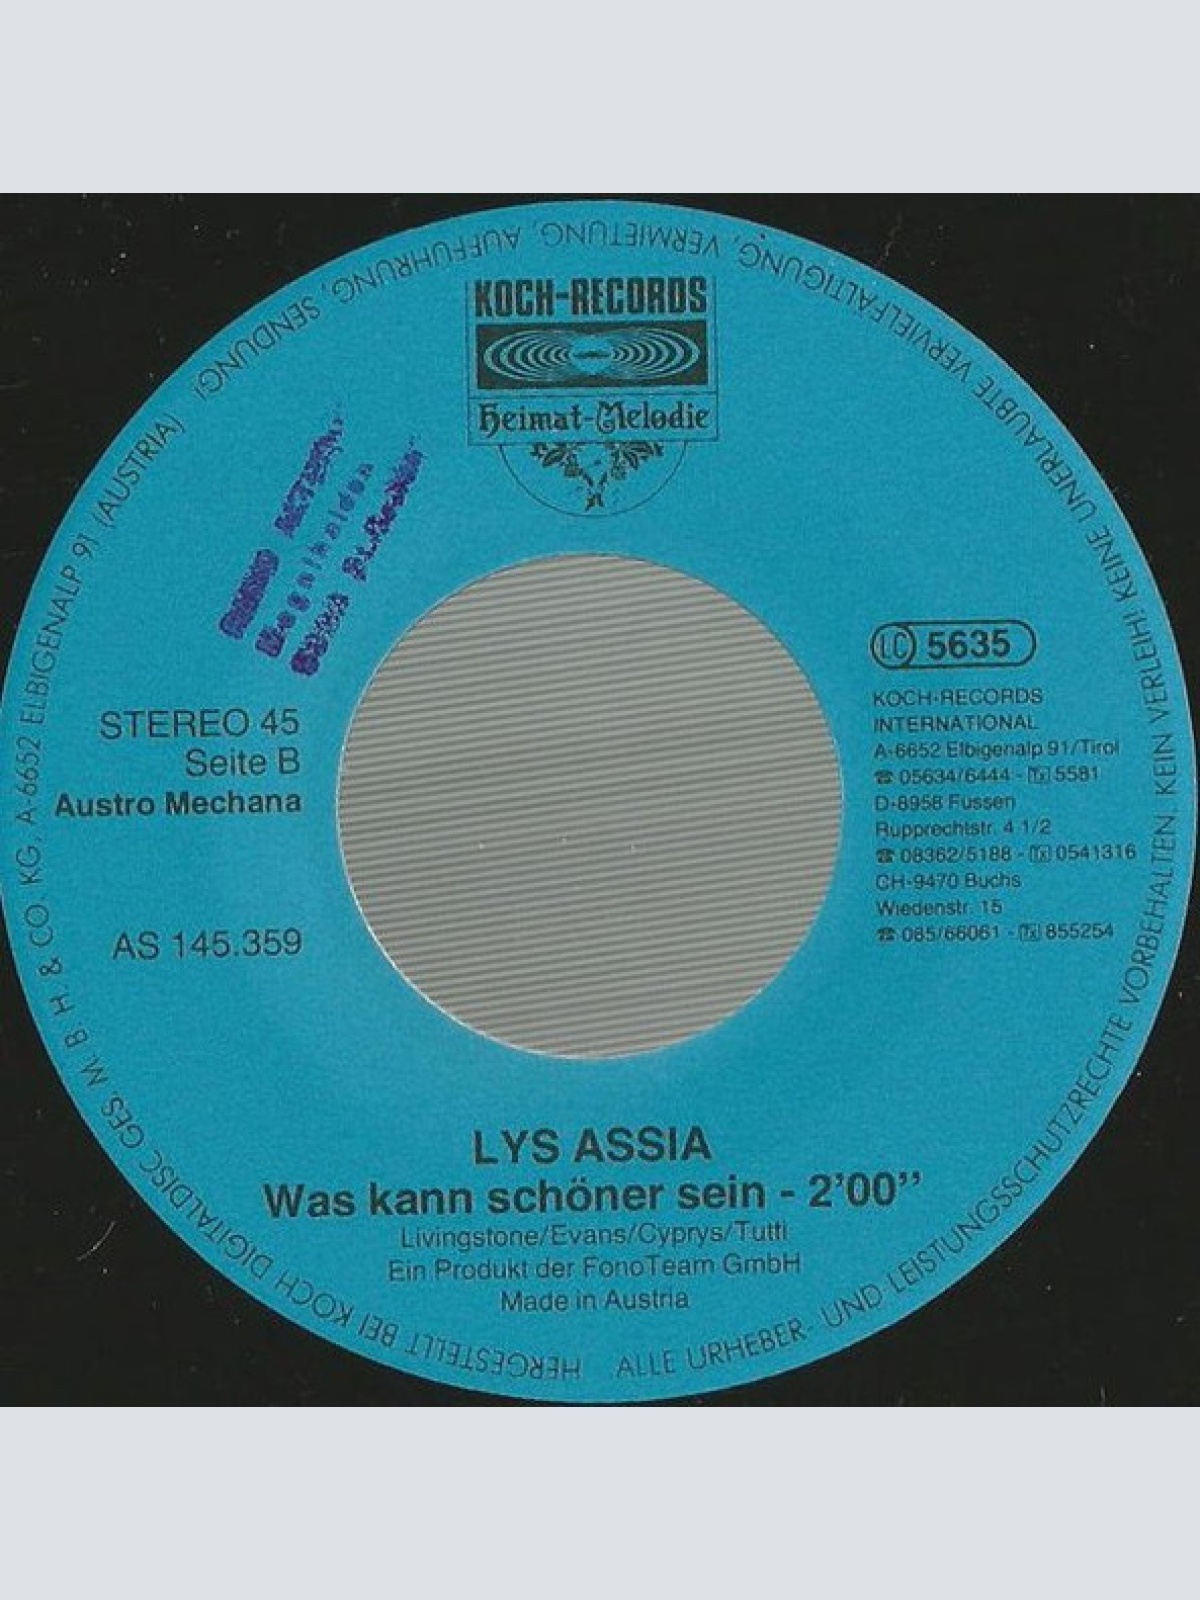 KOCH-RECORDS
Heimat-Melodie
STEREO 45
Seite B
Austro Mechana
AS 145.359
LC 5635
KOCH-RECORDS
INTERNATIONAL
A-6652 Elbigenalp 91/Tirol
☎ 05634/6444 - Tx 5581
D-8958 Füssen
Rupprechtstr. 4 1/2
☎ 08362/5188 - Tx 0541316
CH-9470 Buchs
Wiedenstr. 15
☎ 085/66061 - Tx 855254
LYS ASSIA
Was kann schöner sein - 2’00”
Livingstone/Evans/Cyprys/Tutti
Ein Produkt der FonoTeam GmbH
Made in Austria
HERGESTELLT BEI KOCH DIGITALDISC GES. M. B H. & CO. KG, A-6652 ELBIGENALP 91 (AUSTRIA)
ALLE URHEBER- UND LEISTUNGSSCHUTZRECHTE VORBEHALTEN. KEIN VERLEIH! KEINE UNERLAUBTE VERVIELFÄLTIGUNG, VERMIETUNG, AUFFÜHRUNG, SENDUNG!